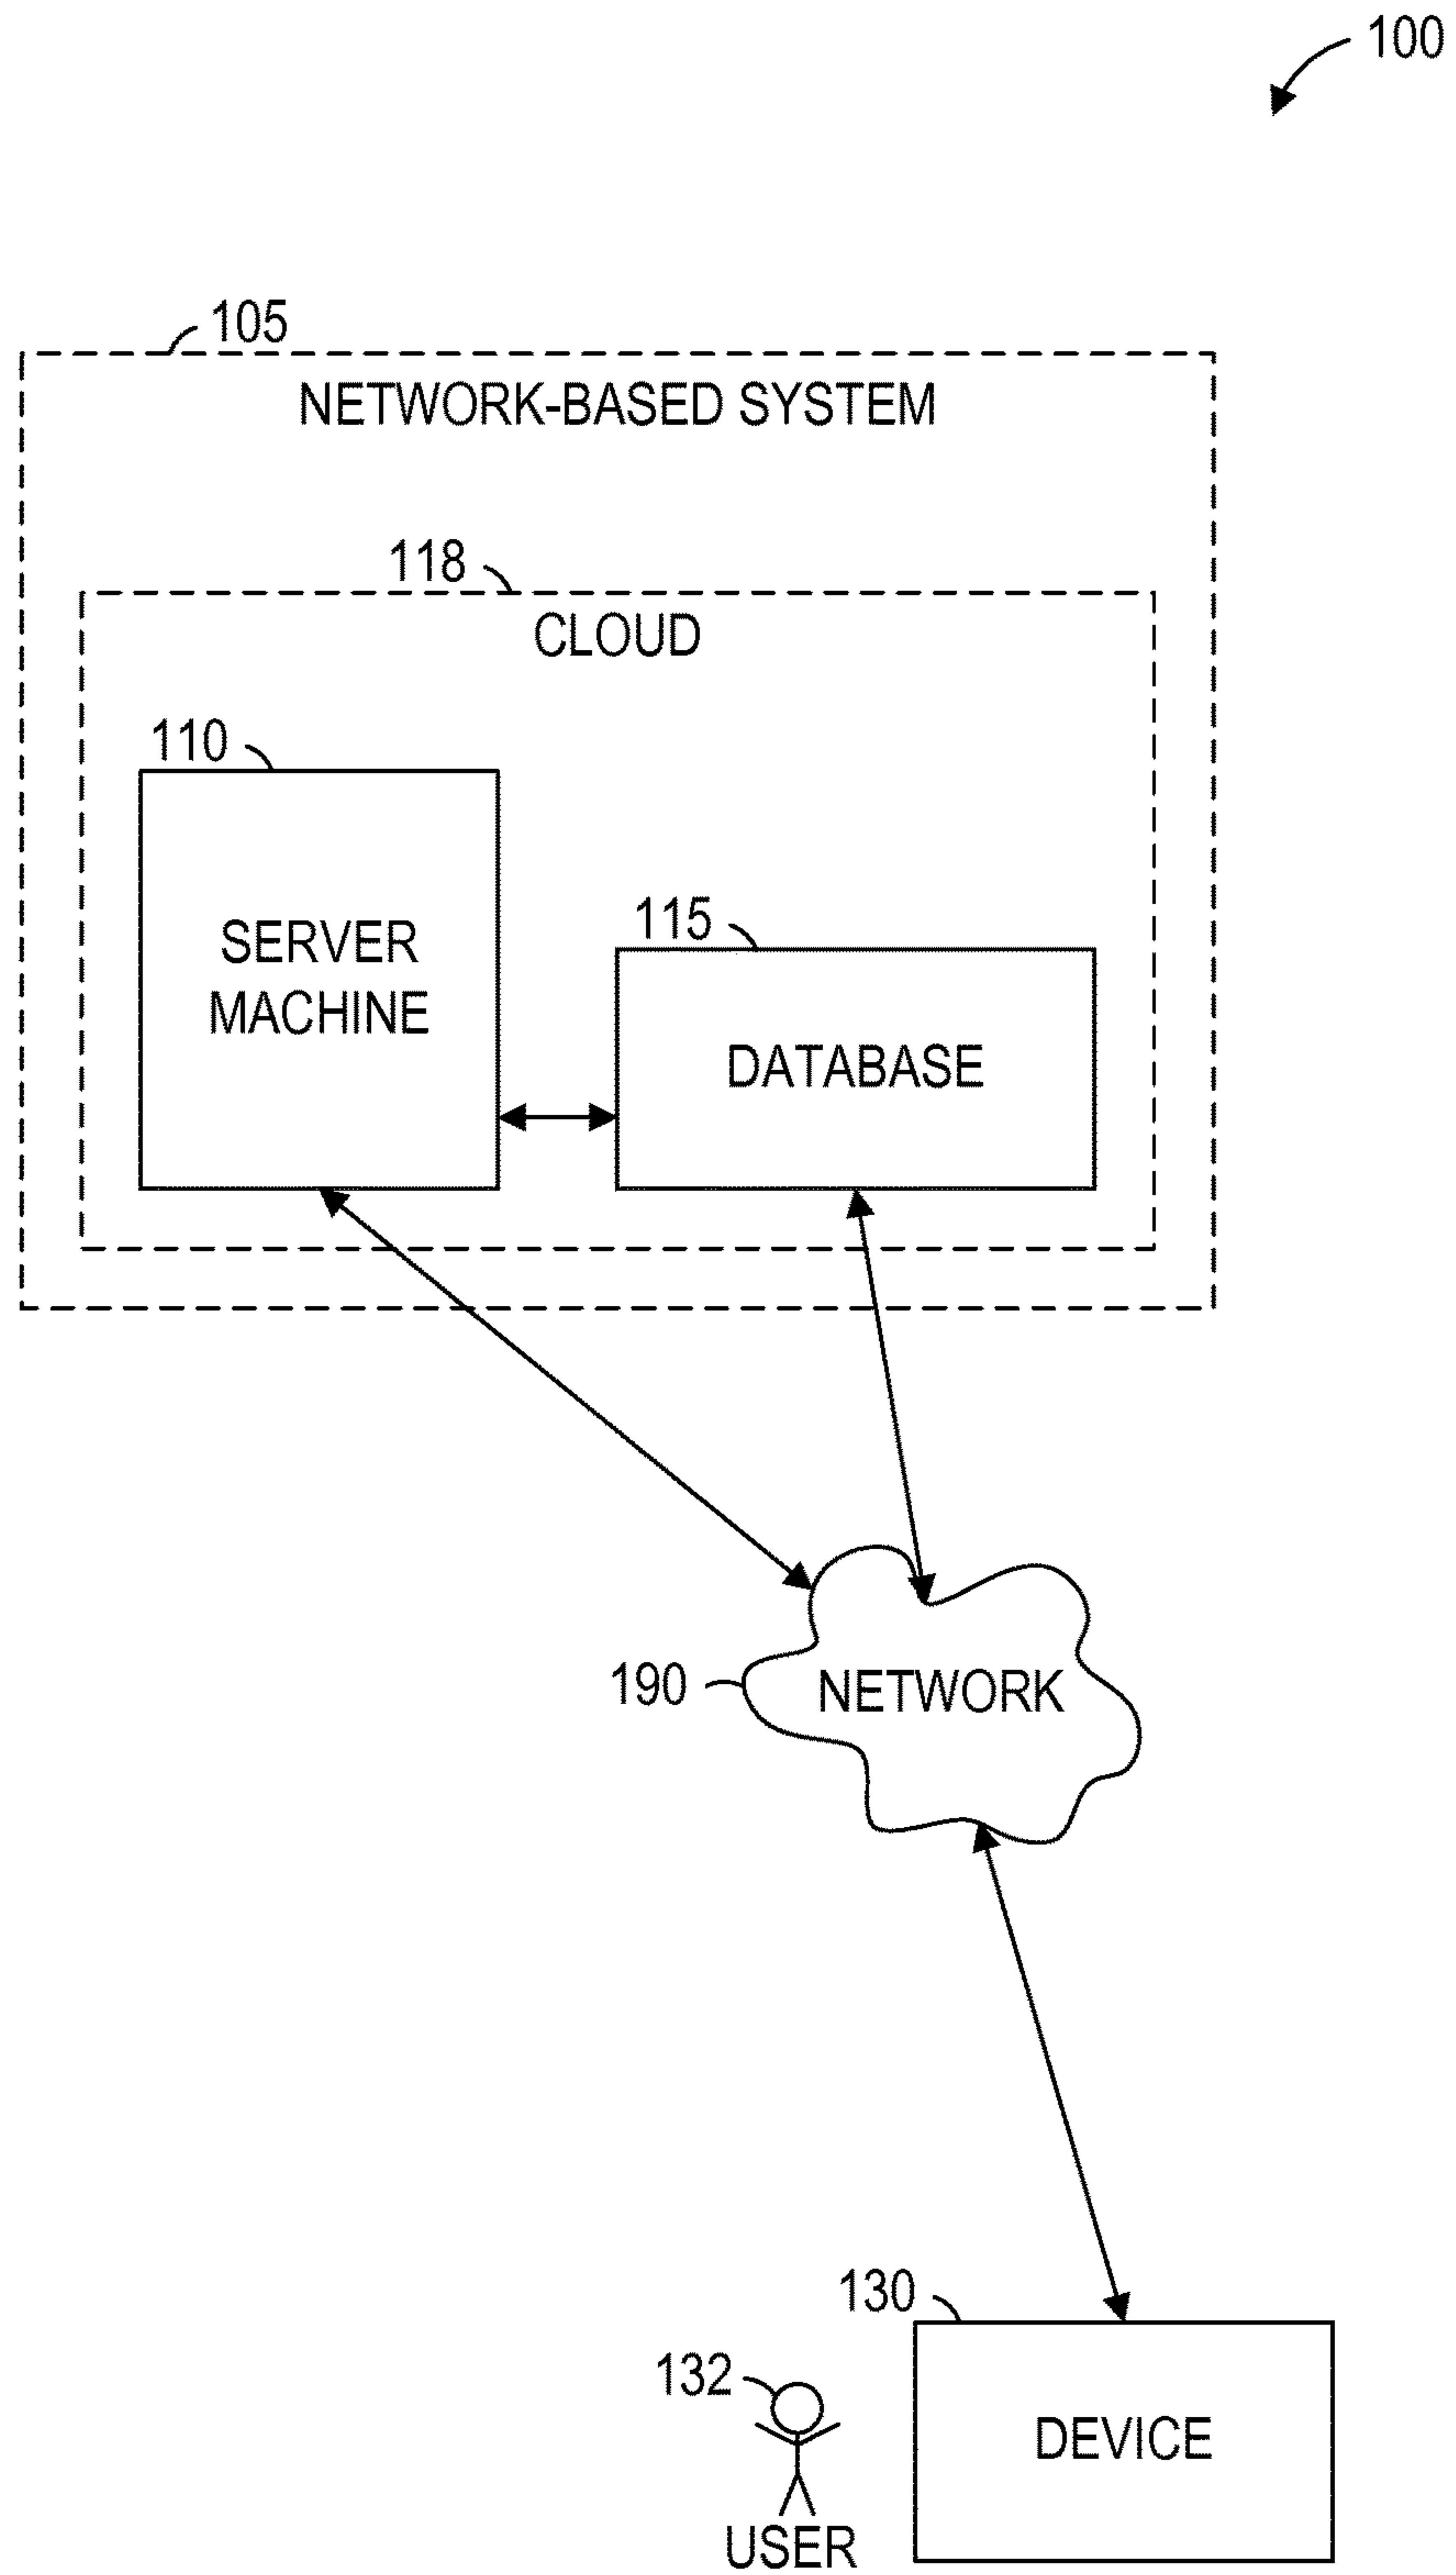 100
105
NETWORK-BASED SYSTEM
118
CLOUD
110
SERVER
MACHINE
115
DATABASE
190
NETWORK
130
DEVICE
132
USER